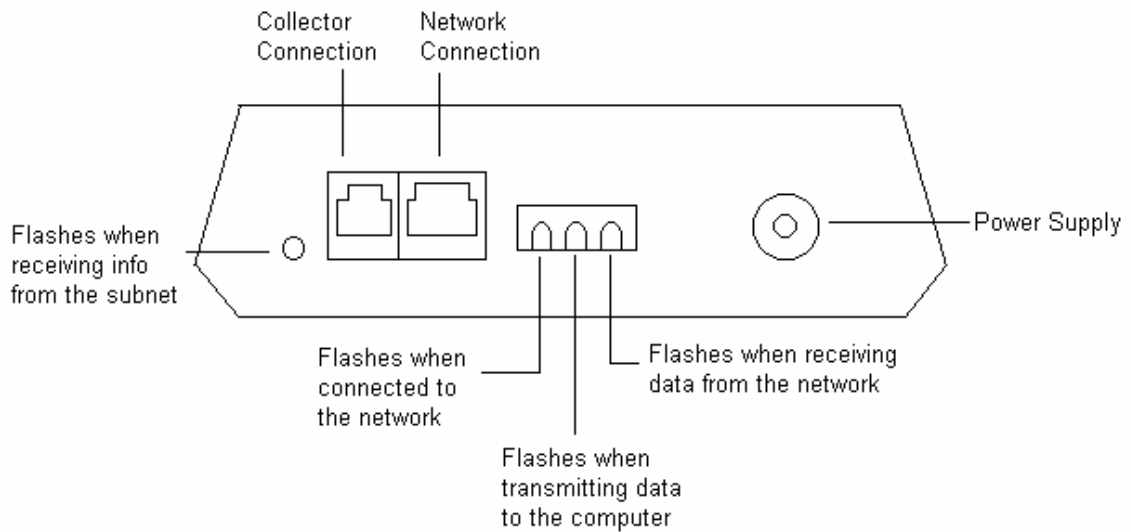 Collector
Connection
Network
Connection
Flashes when
receiving info
from the subnet
Power Supply
Flashes when
connected to
the network
Flashes when receiving
data from the network
Flashes when
transmitting data
to the computer